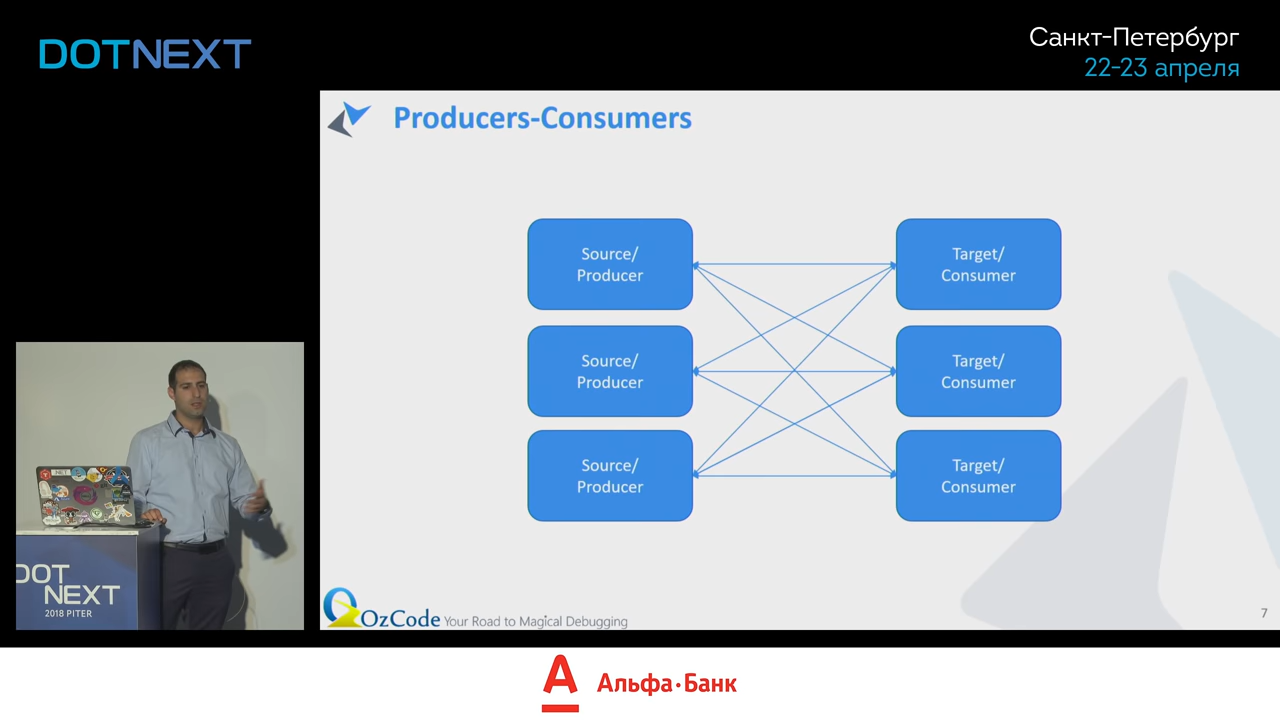 DOTNEXT
Санкт-Петербург
22-23 апреля
Producers-Consumers
Source/
Producer
Target/
Consumer
Source/
Producer
Target/
Consumer
Source/
Producer
Target/
Consumer
.NET
DOT
NEXT
2018 PITER
OzCode Your Road to Magical Debugging
7
Альфа·Банк